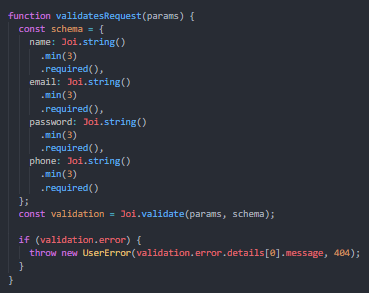 function validatesRequest(params) {
  const schema = {
    name: Joi.string()
      .min(3)
      .required(),
    email: Joi.string()
      .min(3)
      .required(),
    password: Joi.string()
      .min(3)
      .required(),
    phone: Joi.string()
      .min(3)
      .required()
  };
  const validation = Joi.validate(params, schema);

  if (validation.error) {
    throw new UserError(validation.error.details[0].message, 404);
  }
}